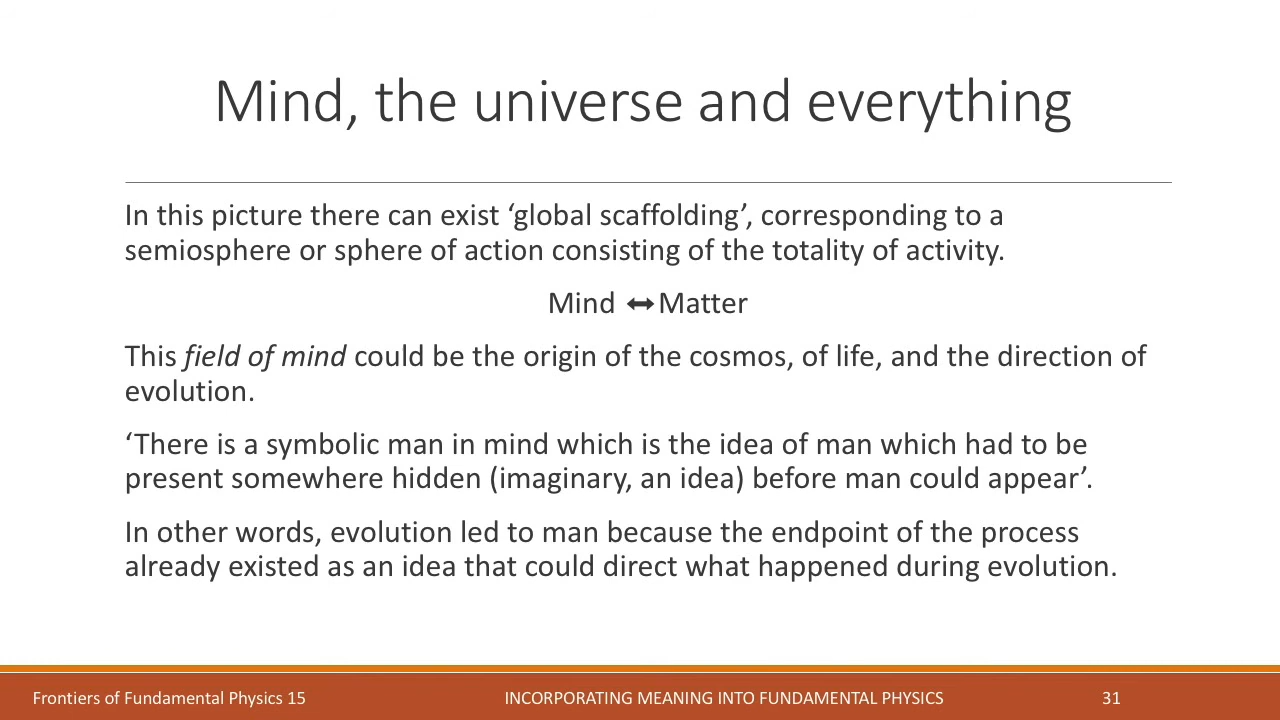 Mind, the universe and everything
In this picture there can exist ‘global scaffolding’, corresponding to a
semiosphere or sphere of action consisting of the totality of activity.
Mind ↔ Matter
This field of mind could be the origin of the cosmos, of life, and the direction of
evolution.
‘There is a symbolic man in mind which is the idea of man which had to be
present somewhere hidden (imaginary, an idea) before man could appear’.
In other words, evolution led to man because the endpoint of the process
already existed as an idea that could direct what happened during evolution.
Frontiers of Fundamental Physics 15
INCORPORATING MEANING INTO FUNDAMENTAL PHYSICS
31